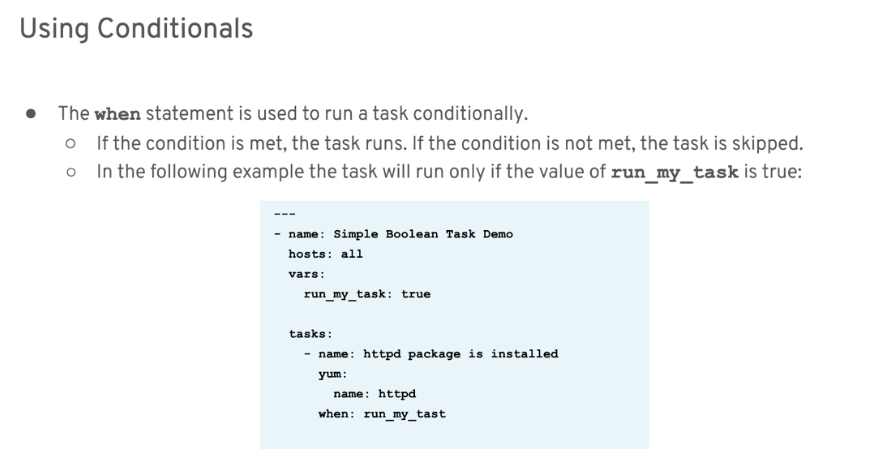 Using Conditionals
● The when statement is used to run a task conditionally.
○ If the condition is met, the task runs. If the condition is not met, the task is skipped.
○ In the following example the task will run only if the value of run_my_task is true:
---
- name: Simple Boolean Task Demo
  hosts: all
  vars:
    run_my_task: true

  tasks:
    - name: httpd package is installed
      yum:
        name: httpd
      when: run_my_tast